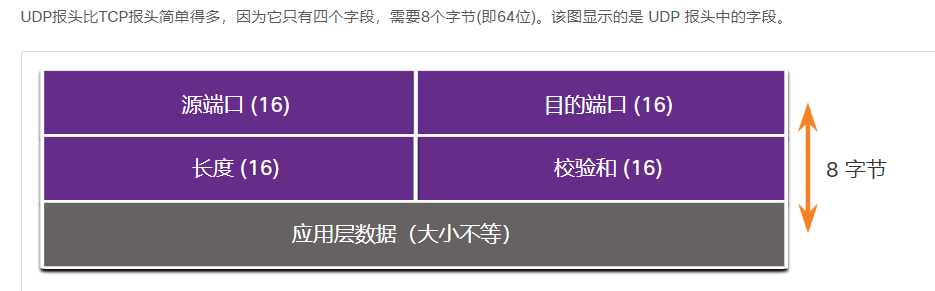 UDP报头比TCP报头简单得多，因为它只有四个字段，需要8个字节(即64位)。该图显示的是 UDP 报头中的字段。
源端口 (16)
目的端口 (16)
长度 (16)
校验和 (16)
8 字节
应用层数据（大小不等）